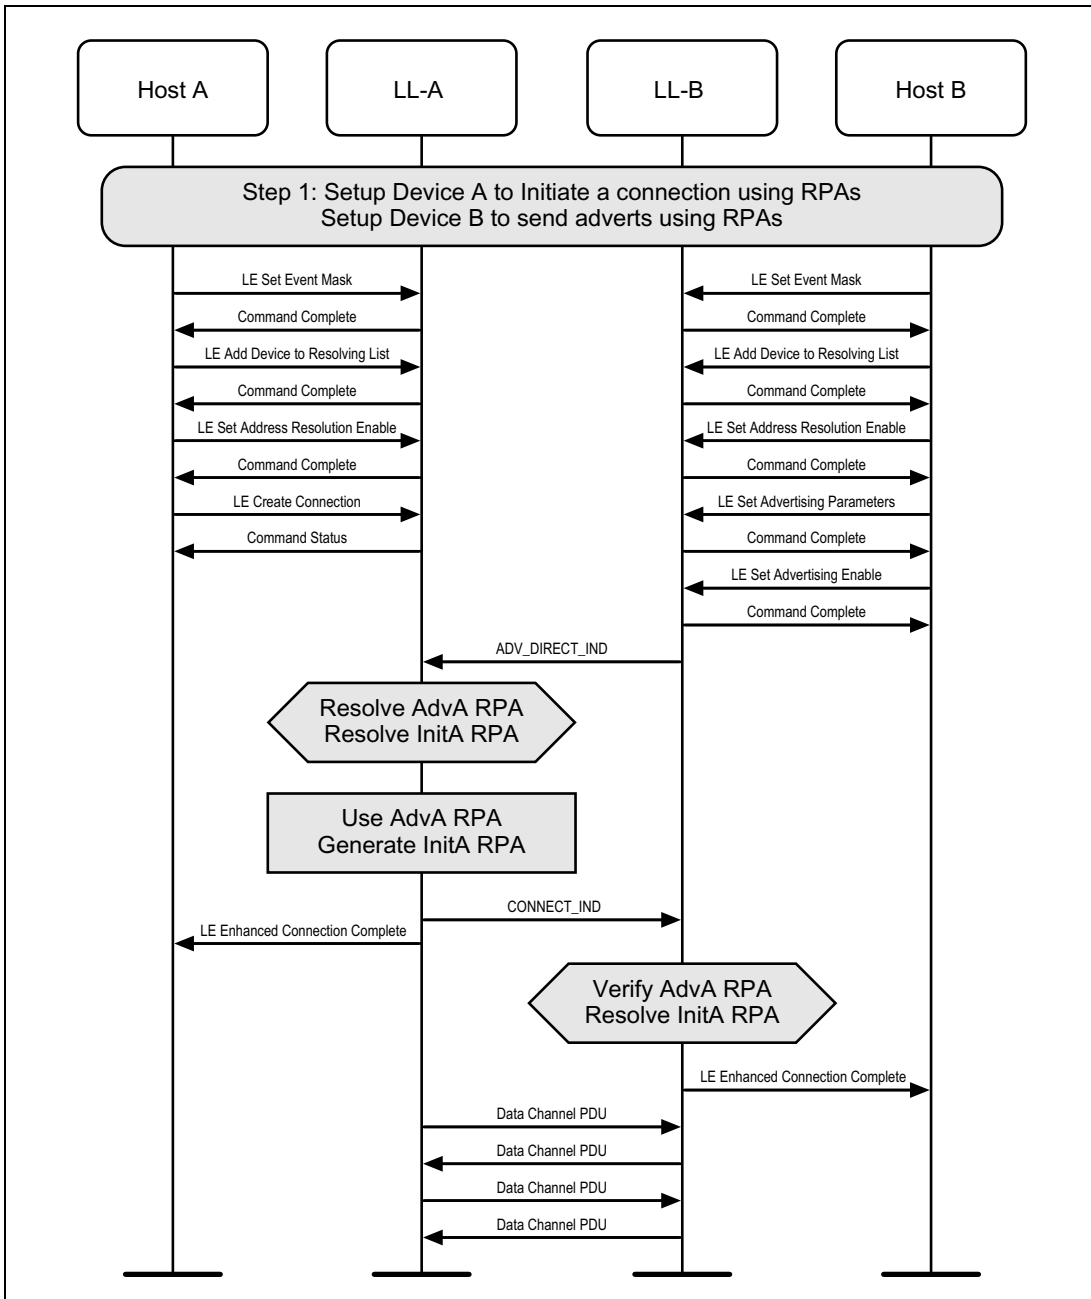 Host A
LL-A
LL-B
Host B
Step 1: Setup Device A to Initiate a connection using RPAs
Setup Device B to send adverts using RPAs
LE Set Event Mask
LE Set Event Mask
Command Complete
Command Complete
LE Add Device to Resolving List
LE Add Device to Resolving List
Command Complete
Command Complete
LE Set Address Resolution Enable
LE Set Address Resolution Enable
Command Complete
Command Complete
LE Create Connection
LE Set Advertising Parameters
Command Status
Command Complete
LE Set Advertising Enable
Command Complete
ADV_DIRECT_IND
Resolve AdvA RPA
Resolve InitA RPA
Use AdvA RPA
Generate InitA RPA
CONNECT_IND
LE Enhanced Connection Complete
Verify AdvA RPA
Resolve InitA RPA
LE Enhanced Connection Complete
Data Channel PDU
Data Channel PDU
Data Channel PDU
Data Channel PDU